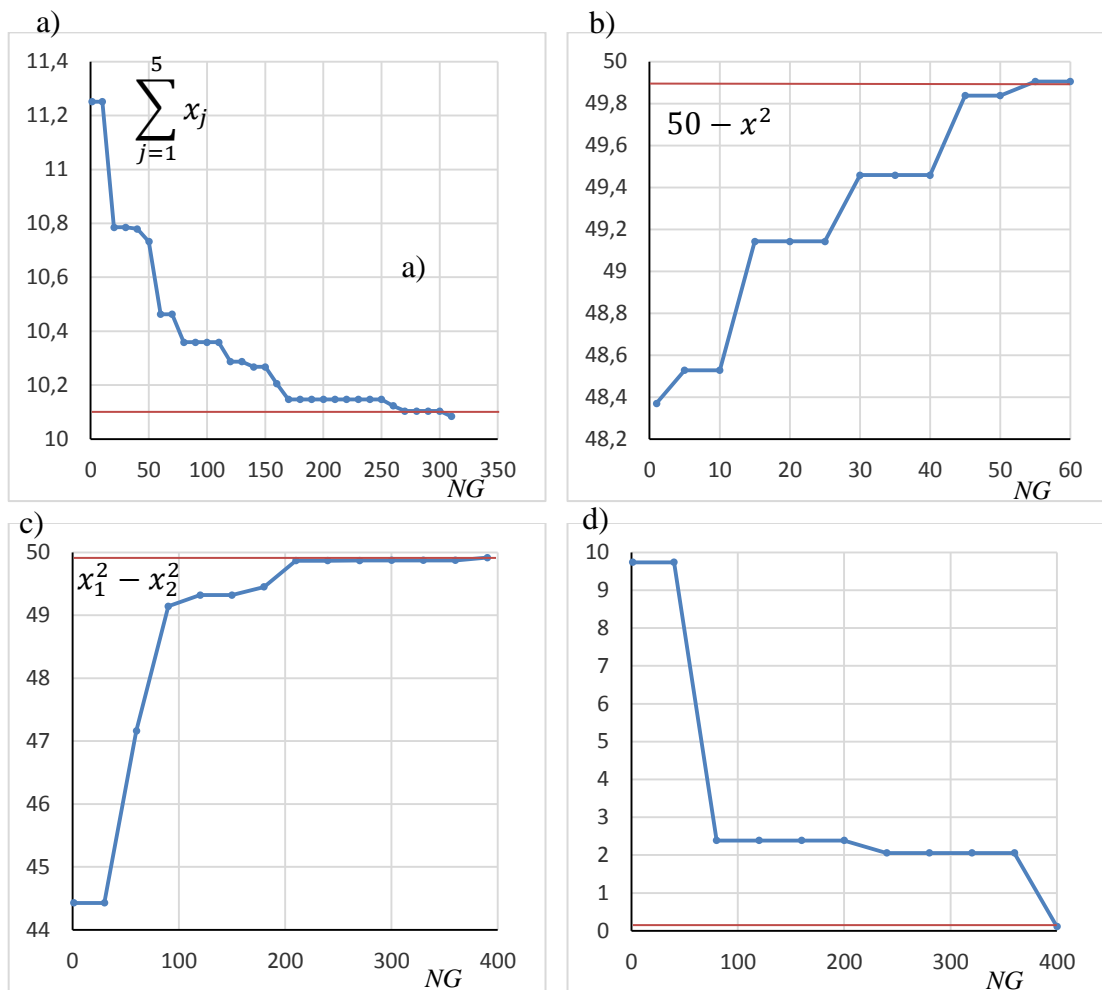 a)
11,4
11,2
11
10,8
10,6
10,4
10,2
10
0 50 100 150 200 250 300 350
NG
5
∑ x_j
j=1
a)
b)
50
49,8
49,6
49,4
49,2
49
48,8
48,6
48,4
48,2
0 10 20 30 40 50 60
NG
50 − x²
c)
50
49
48
47
46
45
44
0 100 200 300 400
NG
x₁² − x₂²
d)
10
9
8
7
6
5
4
3
2
1
0
0 100 200 300 400
NG